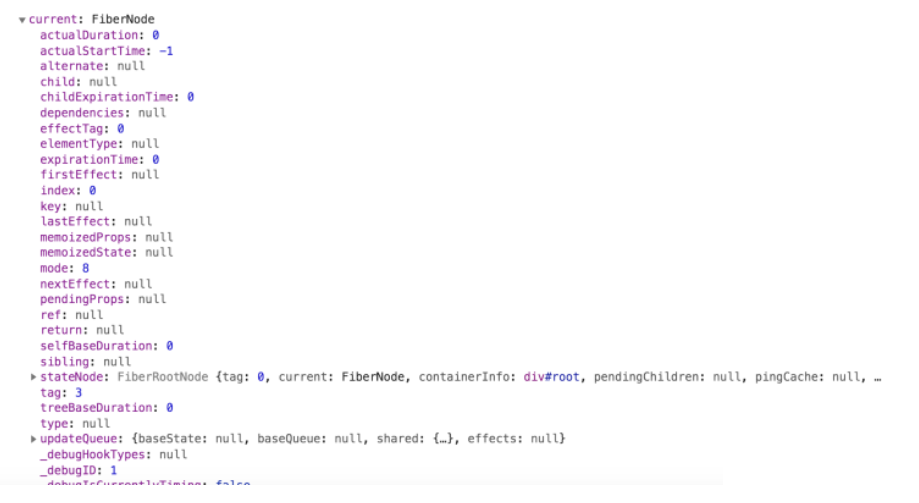 ▼current: FiberNode
actualDuration: 0
actualStartTime: -1
alternate: null
child: null
childExpirationTime: 0
dependencies: null
effectTag: 0
elementType: null
expirationTime: 0
firstEffect: null
index: 0
key: null
lastEffect: null
memoizedProps: null
memoizedState: null
mode: 8
nextEffect: null
pendingProps: null
ref: null
return: null
selfBaseDuration: 0
sibling: null
▶stateNode: FiberRootNode {tag: 0, current: FiberNode, containerInfo: div#root, pendingChildren: null, pingCache: null, …
tag: 3
treeBaseDuration: 0
type: null
▶updateQueue: {baseState: null, baseQueue: null, shared: {…}, effects: null}
_debugHookTypes: null
_debugID: 1
_debugIsCurrentlyTiming: false